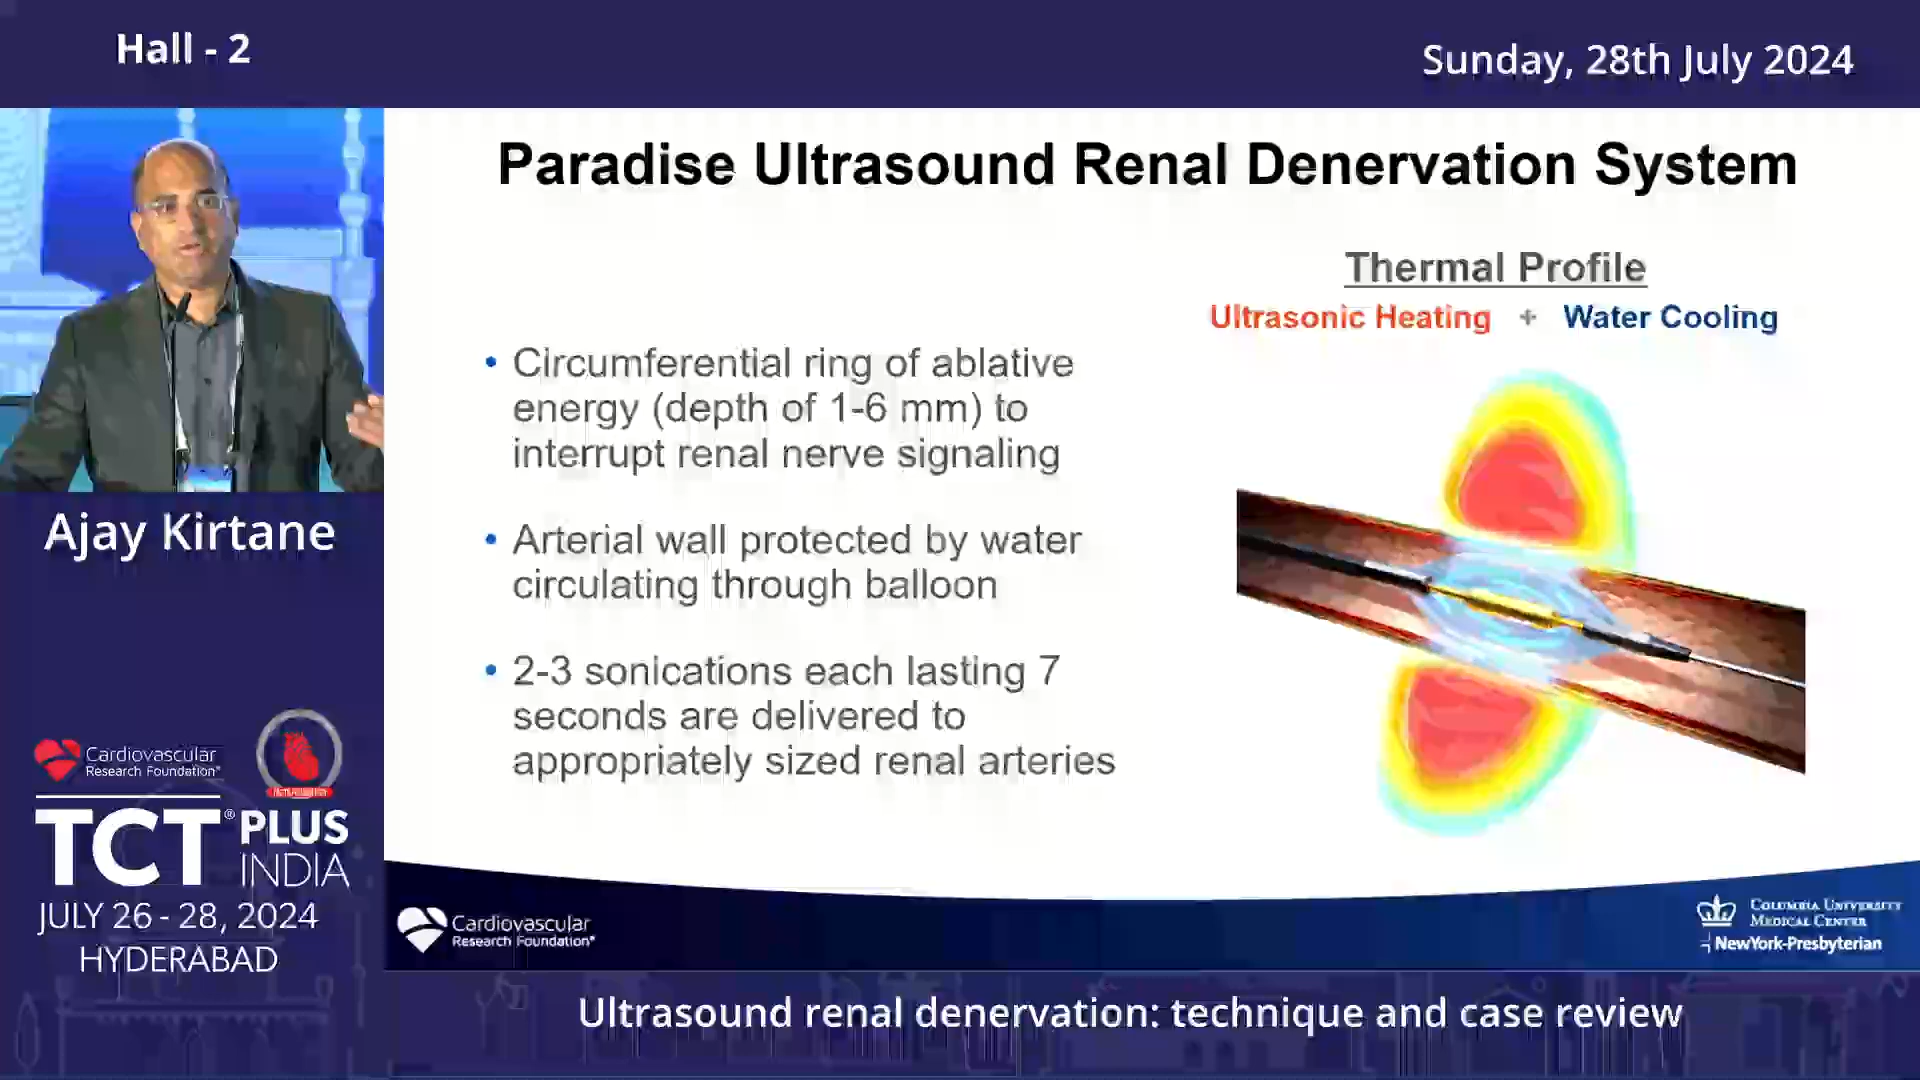 Hall - 2
Sunday, 28th July 2024
Paradise Ultrasound Renal Denervation System
Thermal Profile
Ultrasonic Heating + Water Cooling
• Circumferential ring of ablative
energy (depth of 1-6 mm) to
interrupt renal nerve signaling
• Arterial wall protected by water
circulating through balloon
• 2-3 sonications each lasting 7
seconds are delivered to
appropriately sized renal arteries
Ajay Kirtane
Cardiovascular
Research Foundation®
TCT® PLUS
INDIA
JULY 26 - 28, 2024
HYDERABAD
Cardiovascular
Research Foundation®
COLUMBIA UNIVERSITY
MEDICAL CENTER
NewYork-Presbyterian
Ultrasound renal denervation: technique and case review